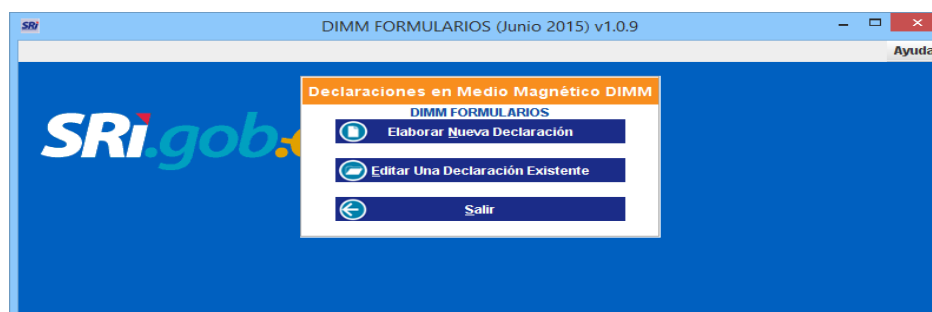 SRi DIMM FORMULARIOS (Junio 2015) v1.0.9
Ayuda
Declaraciones en Medio Magnético DIMM
DIMM FORMULARIOS
SRi.gob.
Elaborar Nueva Declaración
Editar Una Declaración Existente
Salir